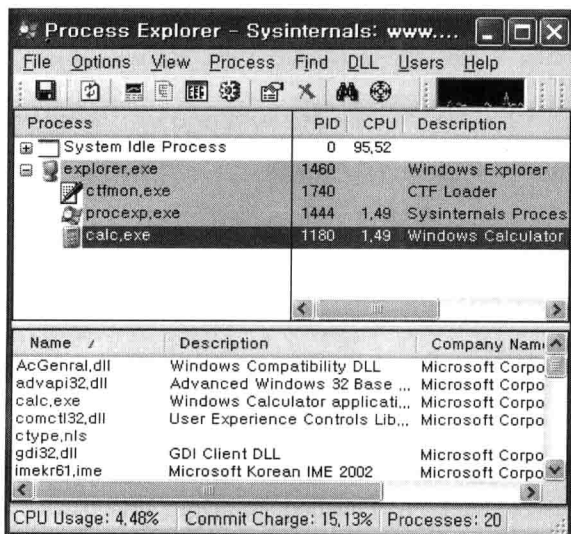 Process Explorer - Sysinternals: www....
File Options View Process Find DLL Users Help
Process PID CPU Description
System Idle Process 0 95,52
explorer,exe 1460 Windows Explorer
ctfmon,exe 1740 CTF Loader
procexp,exe 1444 1,49 Sysinternals Proces
calc,exe 1180 1,49 Windows Calculator
Name Description Company Nam
AcGenral,dll Windows Compatibility DLL Microsoft Corpo
advapi32,dll Advanced Windows 32 Base ,,, Microsoft Corpo
calc,exe Windows Calculator applicati,,, Microsoft Corpo
comctl32,dll User Experience Controls Lib,,, Microsoft Corpo
ctype,nls
gdi32,dll GDI Client DLL Microsoft Corpo
imekr61,ime Microsoft Korean IME 2002 Microsoft Corpo
CPU Usage: 4,48% Commit Charge: 15,13% Processes: 20